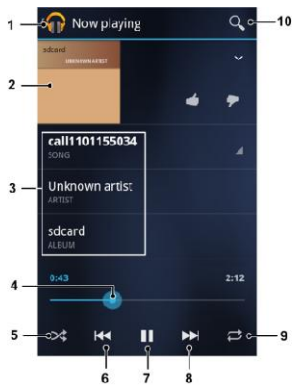 1
Now playing
10
sdcard
UNKNOWN ARTIST
2
call1101155034
SONG
3
Unknown artist
ARTIST
sdcard
ALBUM
4
0:43
2:12
5
9
6
7
8